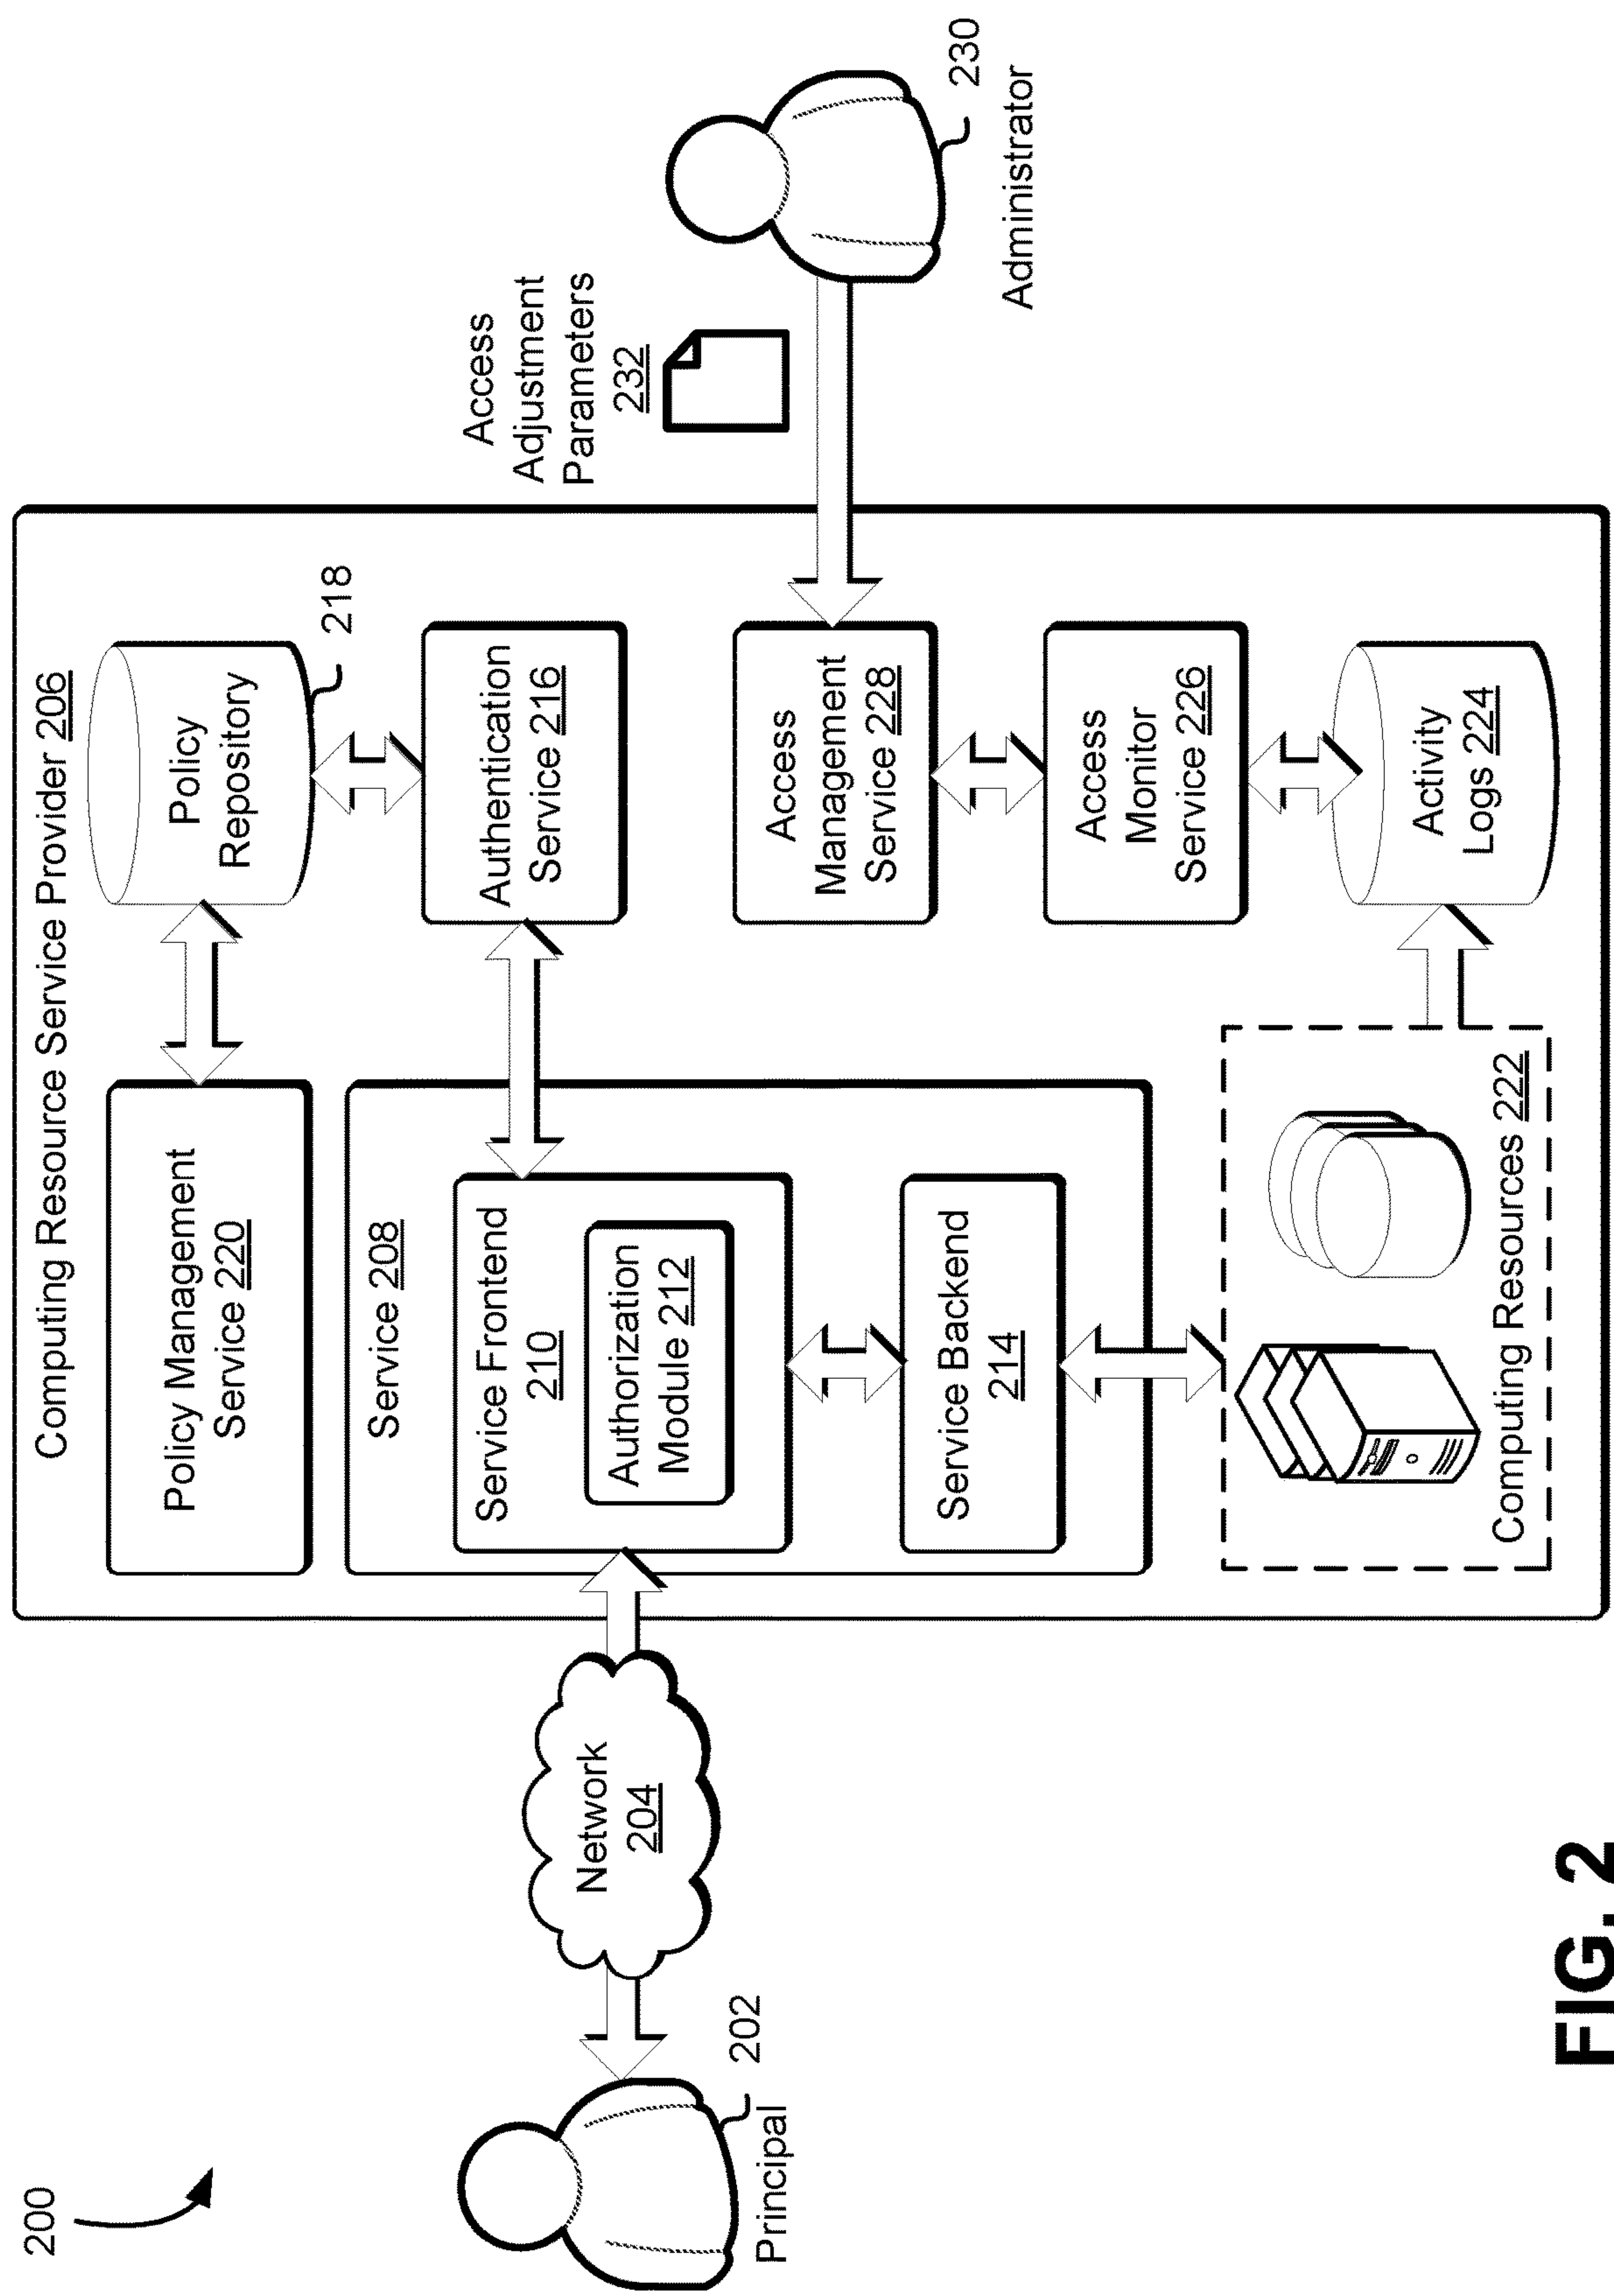 200
Computing Resource Service Provider 206
Policy Management
Service 220
Policy
Repository
218
Service 208
Service Frontend
210
Authorization
Module 212
Authentication
Service 216
Access
Adjustment
Parameters
232
Principal
202
Network
204
Service Backend
214
Access
Management
Service 228
230
Administrator
Access
Monitor
Service 226
Computing Resources 222
Activity
Logs 224
FIG. 2